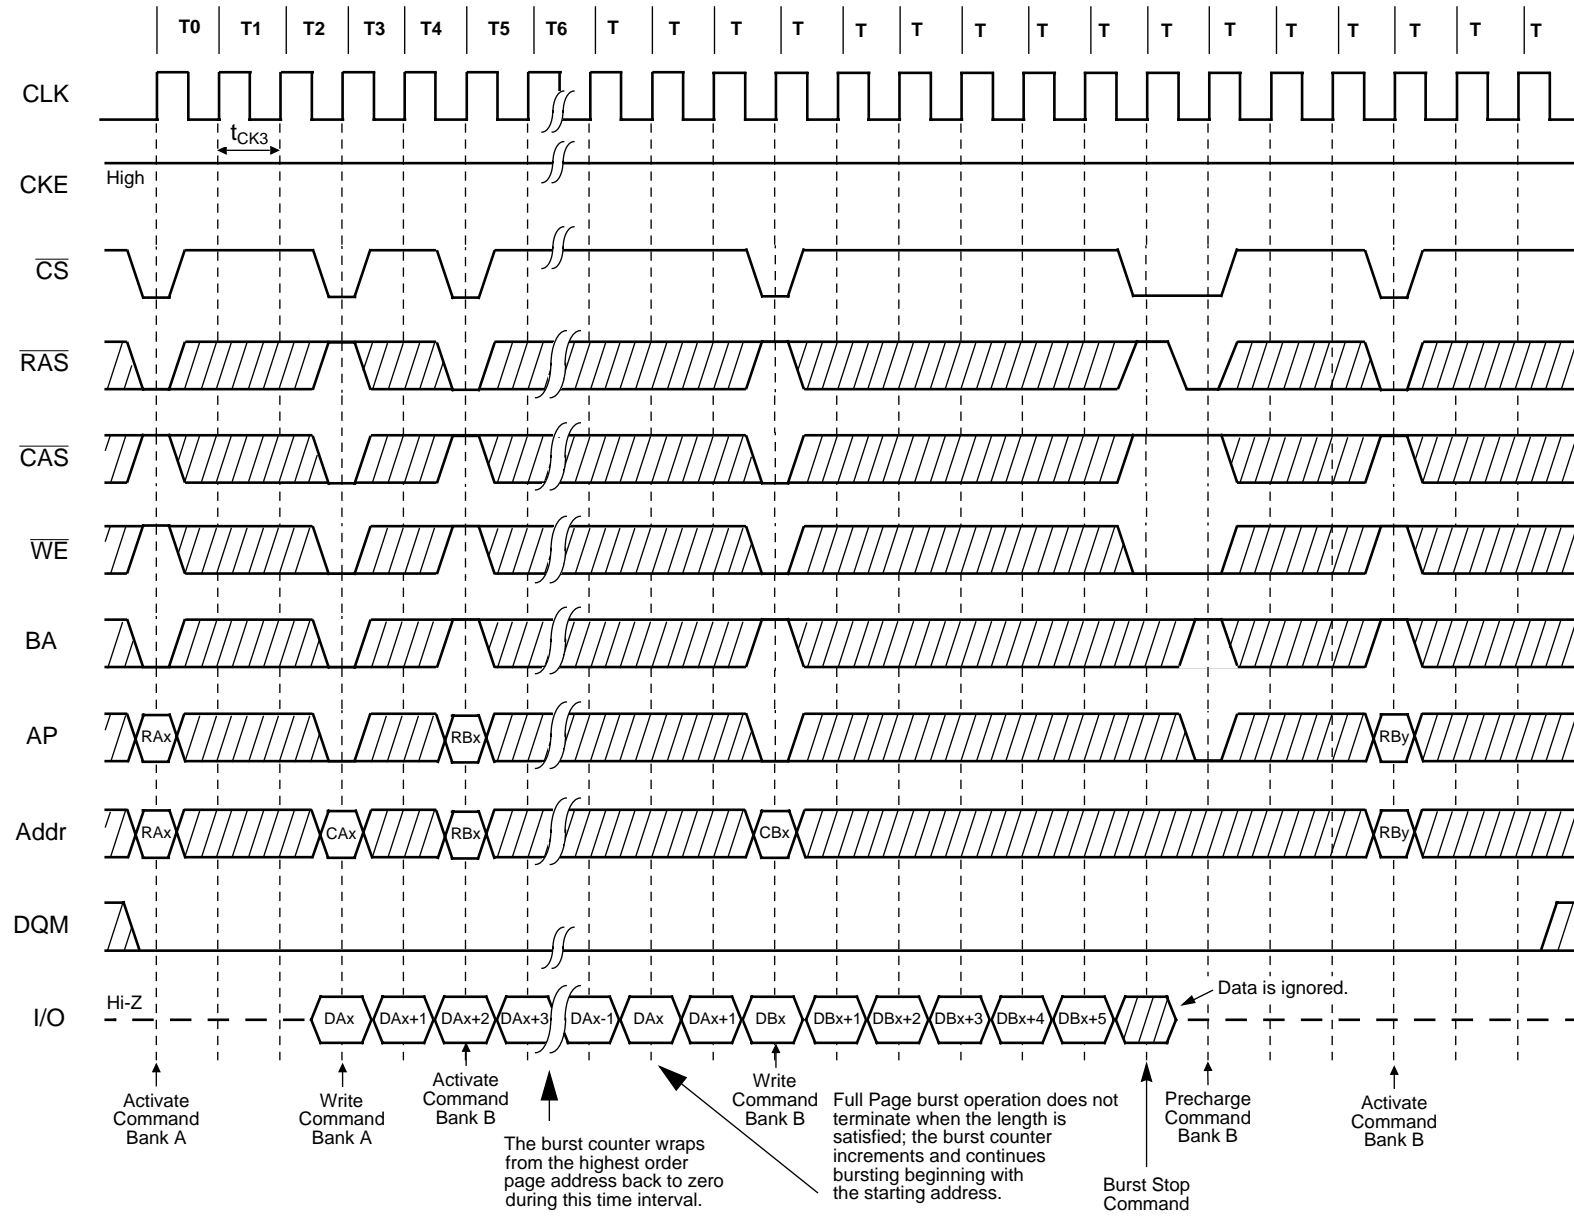 T0 T1 T2 T3 T4 T5 T6 T T T T T T T T T T T T T T T T
CLK
tCK3
CKE
High
CS
RAS
CAS
WE
BA
AP
RAx RBx RBy
Addr
RAx CAx RBx CBx RBy
DQM
I/O
Hi-Z
DAx DAx+1 DAx+2 DAx+3 DAx-1 DAx DAx+1 DBx DBx+1 DBx+2 DBx+3 DBx+4 DBx+5
Data is ignored.
Activate
Command
Bank A
Write
Command
Bank A
Activate
Command
Bank B
The burst counter wraps
from the highest order
page address back to zero
during this time interval.
Write
Command
Bank B
Full Page burst operation does not
terminate when the length is
satisfied; the burst counter
increments and continues
bursting beginning with
the starting address.
Burst Stop
Command
Precharge
Command
Bank B
Activate
Command
Bank B